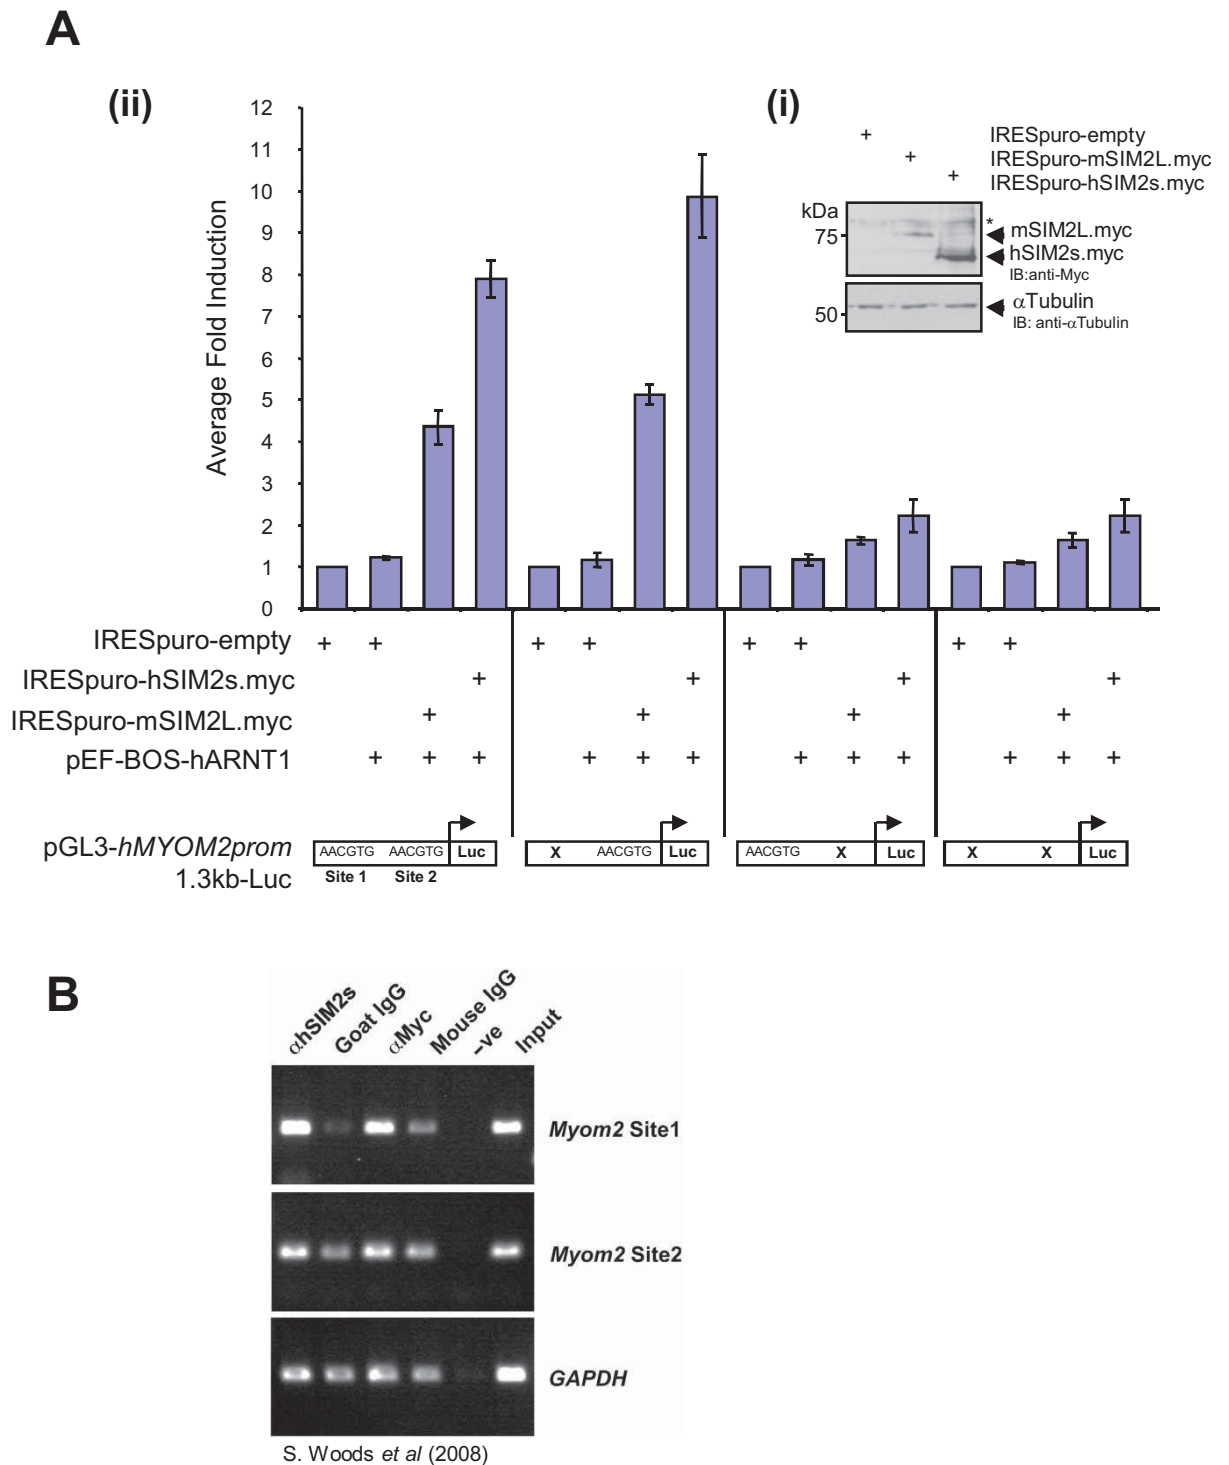 A
(ii)
Average Fold Induction
12
11
10
9
8
7
6
5
4
3
2
1
0
(i)
+ IRESpuro-empty
+ IRESpuro-mSIM2L.myc
+ IRESpuro-hSIM2s.myc
kDa
75
*
mSIM2L.myc
hSIM2s.myc
IB:anti-Myc
50
αTubulin
IB: anti-αTubulin
IRESpuro-empty + + + + + + + +
IRESpuro-hSIM2s.myc + + + +
IRESpuro-mSIM2L.myc + + + +
pEF-BOS-hARNT1 + + + + + + + + + + + +
pGL3-hMYOM2prom
1.3kb-Luc
AACGTG AACGTG Luc
Site 1 Site 2
X AACGTG Luc
AACGTG X Luc
X X Luc
B
αhSIM2s
Goat IgG
αMyc
Mouse IgG
–ve
Input
Myom2 Site1
Myom2 Site2
GAPDH
S. Woods et al (2008)